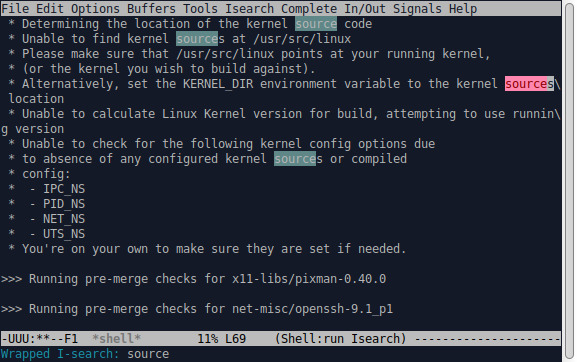 File Edit Options Buffers Tools Isearch Complete In/Out Signals Help
 * Determining the location of the kernel source code
 * Unable to find kernel sources at /usr/src/linux
 * Please make sure that /usr/src/linux points at your running kernel,
 * (or the kernel you wish to build against).
 * Alternatively, set the KERNEL_DIR environment variable to the kernel sources\
 location
 * Unable to calculate Linux Kernel version for build, attempting to use runnin\
g version
 * Unable to check for the following kernel config options due
 * to absence of any configured kernel sources or compiled
 * config:
 *  - IPC_NS
 *  - PID_NS
 *  - NET_NS
 *  - UTS_NS
 * You're on your own to make sure they are set if needed.
>>> Running pre-merge checks for x11-libs/pixman-0.40.0
>>> Running pre-merge checks for net-misc/openssh-9.1_p1
-UUU:**--F1  *shell*       11% L69    (Shell:run Isearch) ---------------------
Wrapped I-search: source